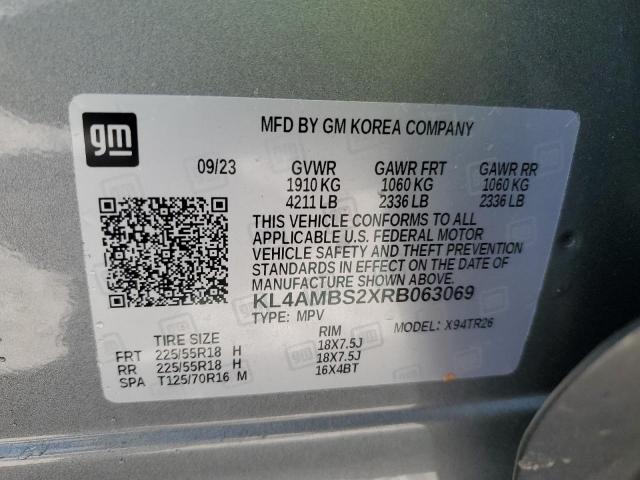 gm
MFD BY GM KOREA COMPANY
09/23 GVWR GAWR FRT GAWR RR
1910 KG 1060 KG 1060 KG
4211 LB 2336 LB 2336 LB
THIS VEHICLE CONFORMS TO ALL
APPLICABLE U.S. FEDERAL MOTOR
VEHICLE SAFETY AND THEFT PREVENTION
STANDARDS IN EFFECT ON THE DATE OF
MANUFACTURE SHOWN ABOVE.
KL4AMBS2XRB063069
TYPE: MPV MODEL: X94TR26
TIRE SIZE RIM
FRT 225/55R18 H 18X7.5J
RR 225/55R18 H 18X7.5J
SPA T125/70R16 M 16X4BT